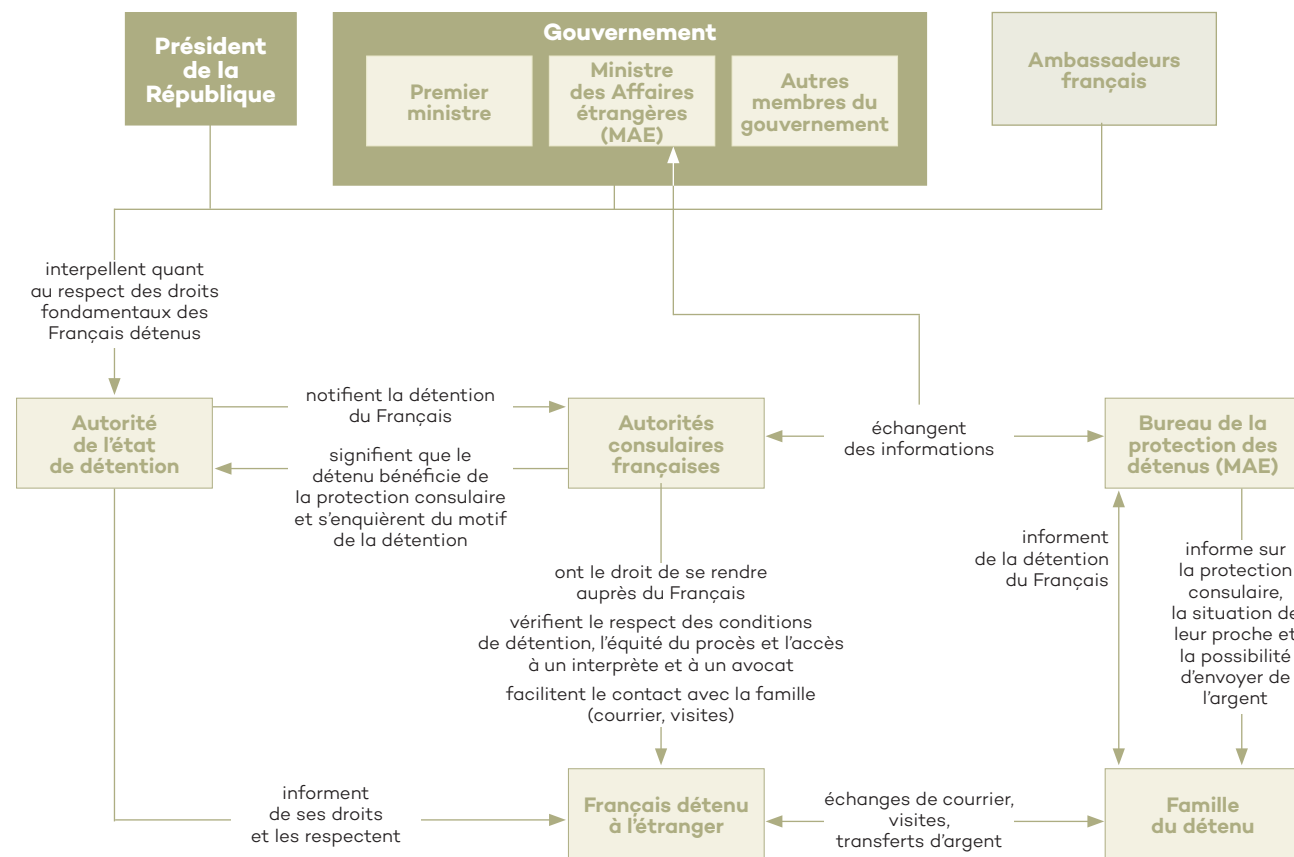 Président
de la
République
Gouvernement
Premier
ministre
Ministre
des Affaires
étrangères
(MAE)
Autres
membres du
gouvernement
Ambassadeurs
français
interpellent quant
au respect des droits
fondamentaux des
Français détenus
Autorité
de l'état
de détention
notifient la détention
du Français
signifient que le
détenu bénéficie de
la protection consulaire
et s'enquièrent du motif
de la détention
Autorités
consulaires
françaises
échangent
des informations
Bureau de la
protection des
détenus (MAE)
ont le droit de se rendre
auprès du Français
vérifient le respect des conditions
de détention, l'équité du procès et l'accès
à un interprète et à un avocat
facilitent le contact avec la famille
(courrier, visites)
informent
de la détention
du Français
informe sur
la protection
consulaire,
la situation de
leur proche et
la possibilité
d'envoyer de
l'argent
informent
de ses droits
et les respectent
Français détenu
à l'étranger
échanges de courrier,
visites,
transferts d'argent
Famille
du détenu